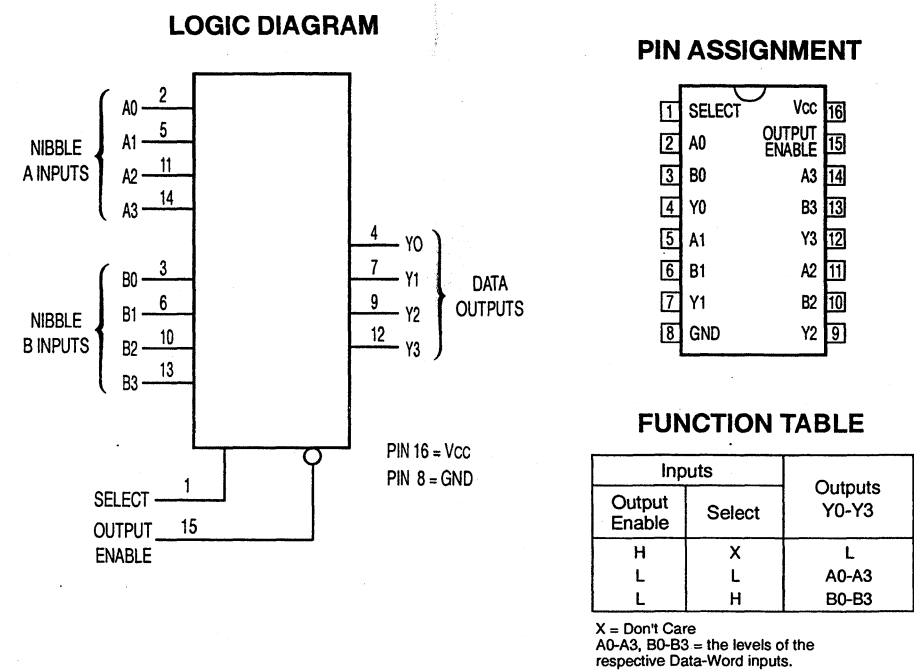 LOGIC DIAGRAM
NIBBLE
A INPUTS
A0 2
A1 5
A2 11
A3 14
NIBBLE
B INPUTS
B0 3
B1 6
B2 10
B3 13
4 Y0
7 Y1
9 Y2
12 Y3
DATA
OUTPUTS
PIN 16 = VCC
PIN 8 = GND
SELECT 1
OUTPUT 15
ENABLE
PIN ASSIGNMENT
1 SELECT VCC 16
2 A0 OUTPUT ENABLE 15
3 B0 A3 14
4 Y0 B3 13
5 A1 Y3 12
6 B1 A2 11
7 Y1 B2 10
8 GND Y2 9
FUNCTION TABLE
Inputs
Outputs
Y0-Y3
Output
Enable
Select
H X L
L L A0-A3
L H B0-B3
X = Don't Care
A0-A3, B0-B3 = the levels of the
respective Data-Word inputs.